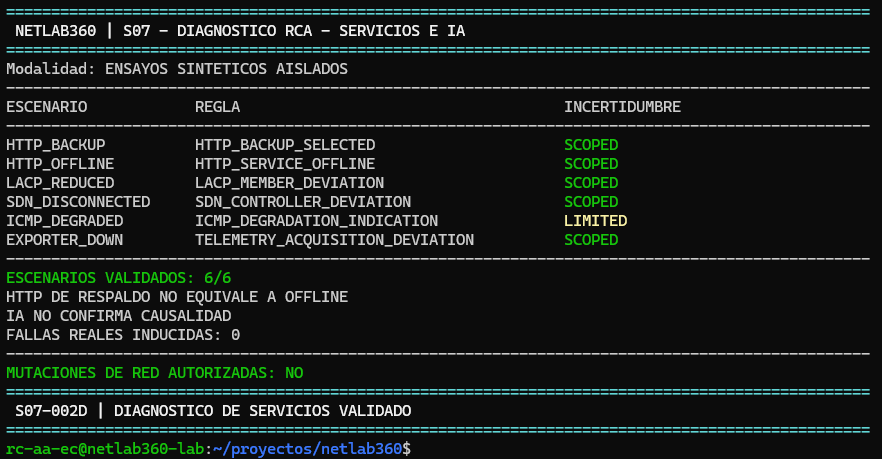 NETLAB360 | S07 - DIAGNOSTICO RCA - SERVICIOS E IA
Modalidad: ENSAYOS SINTETICOS AISLADOS
ESCENARIO REGLA INCERTIDUMBRE
HTTP_BACKUP HTTP_BACKUP_SELECTED SCOPED
HTTP_OFFLINE HTTP_SERVICE_OFFLINE SCOPED
LACP_REDUCED LACP_MEMBER_DEVIATION SCOPED
SDN_DISCONNECTED SDN_CONTROLLER_DEVIATION SCOPED
ICMP_DEGRADED ICMP_DEGRADATION_INDICATION LIMITED
EXPORTER_DOWN TELEMETRY_ACQUISITION_DEVIATION SCOPED
ESCENARIOS VALIDADOS: 6/6
HTTP DE RESPALDO NO EQUIVALE A OFFLINE
IA NO CONFIRMA CAUSALIDAD
FALLAS REALES INDUCIDAS: 0
MUTACIONES DE RED AUTORIZADAS: NO
S07-002D | DIAGNOSTICO DE SERVICIOS VALIDADO
rc-aa-ec@netlab360-lab:~/proyectos/netlab360$